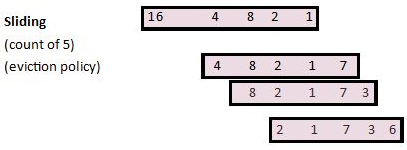 Sliding
(count of 5)
(eviction policy)
16 4 8 2 1
4 8 2 1 7
8 2 1 7 3
2 1 7 3 6